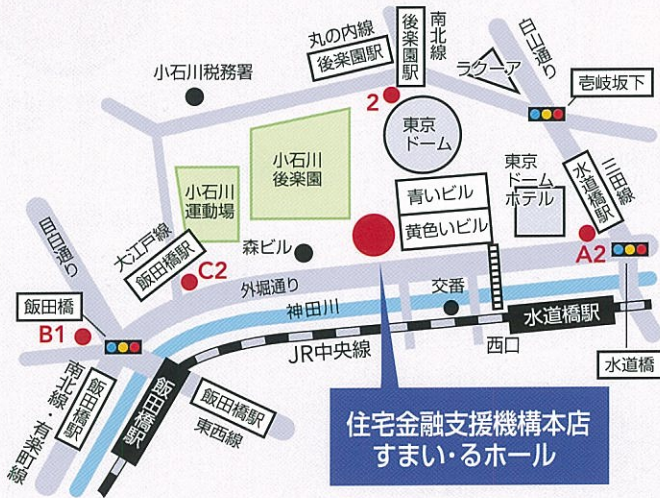 丸の内線
後楽園駅
南北線
後楽園駅
白山通り
小石川税務署
ラクーア
壱岐坂下
2
東京
ドーム
小石川
後楽園
東京
ドーム
ホテル
三田線
水道橋駅
小石川
運動場
青いビル
黄色いビル
目白通り
大江戸線
飯田橋駅
森ビル
C2
A2
外堀通り
飯田橋
神田川
交番
B1
水道橋駅
JR中央線
西口
水道橋
南北線・有楽町線
飯田橋駅
飯田橋駅
飯田橋駅
東西線
住宅金融支援機構本店
すまい・るホール